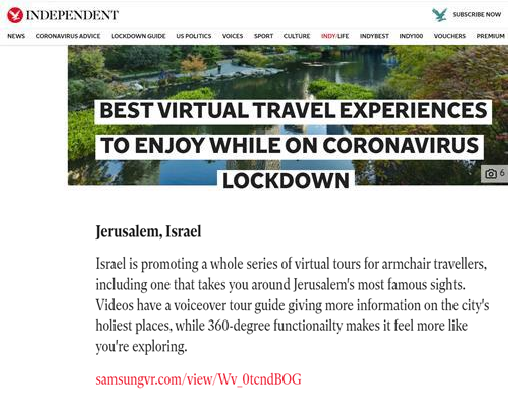 INDEPENDENT
SUBSCRIBE NOW
NEWS CORONAVIRUS ADVICE LOCKDOWN GUIDE US POLITICS VOICES SPORT CULTURE INDY/LIFE INDYBEST INDY100 VOUCHERS PREMIUM
BEST VIRTUAL TRAVEL EXPERIENCES
TO ENJOY WHILE ON CORONAVIRUS
LOCKDOWN
6
Jerusalem, Israel
Israel is promoting a whole series of virtual tours for armchair travellers,
including one that takes you around Jerusalem's most famous sights.
Videos have a voiceover tour guide giving more information on the city's
holiest places, while 360-degree functionailty makes it feel more like
you're exploring.
samsungvr.com/view/Wv_0tcndBOG